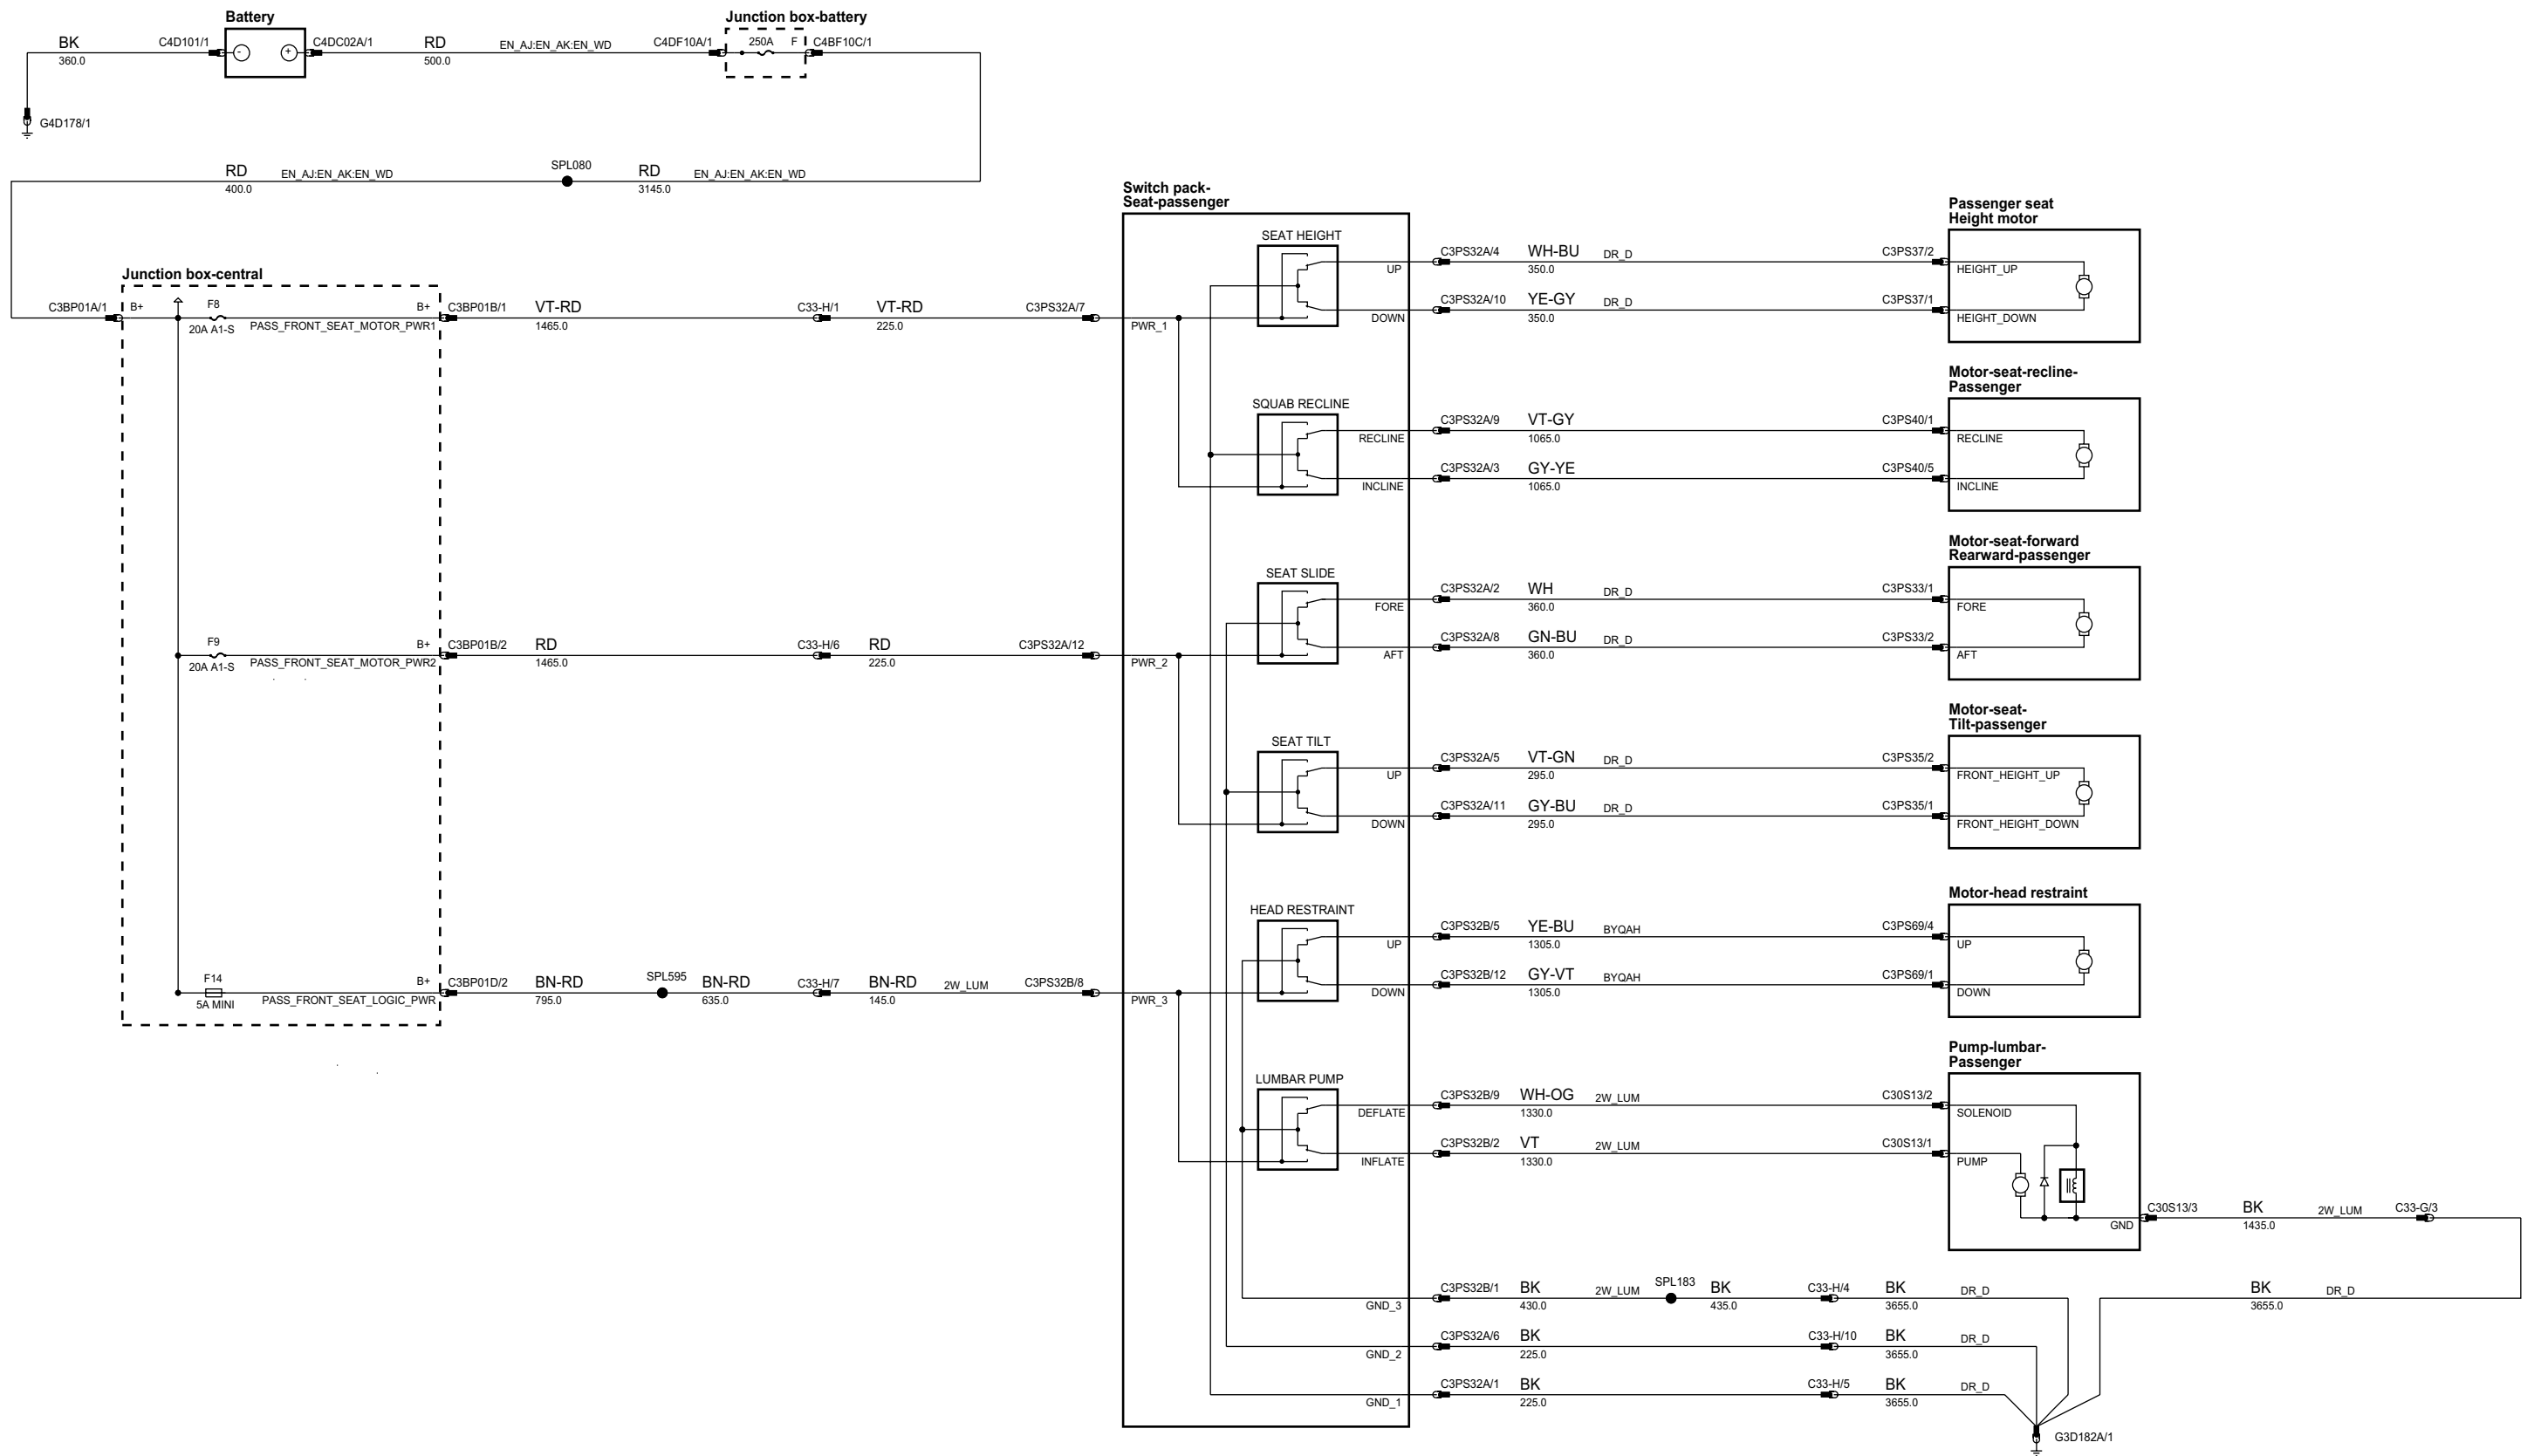 Battery
Junction box-battery
BK
360.0
C4D101/1
-
+
C4DC02A/1
RD
500.0
EN_AJ:EN_AK:EN_WD
C4DF10A/1
250A
F
C4BF10C/1
G4D178/1
RD
400.0
EN_AJ:EN_AK:EN_WD
SPL080
RD
3145.0
EN_AJ:EN_AK:EN_WD
Junction box-central
C3BP01A/1
B+
F8
20A A1-S
B+
PASS_FRONT_SEAT_MOTOR_PWR1
C3BP01B/1
VT-RD
1465.0
C33-H/1
VT-RD
225.0
C3PS32A/7
F9
20A A1-S
B+
PASS_FRONT_SEAT_MOTOR_PWR2
C3BP01B/2
RD
1465.0
C33-H/6
RD
225.0
C3PS32A/12
F14
5A MINI
B+
PASS_FRONT_SEAT_LOGIC_PWR
C3BP01D/2
BN-RD
795.0
SPL595
BN-RD
635.0
C33-H/7
BN-RD
145.0
2W_LUM
C3PS32B/8
Switch pack-
Seat-passenger
PWR_1
PWR_2
PWR_3
SEAT HEIGHT
UP
DOWN
C3PS32A/4
WH-BU
350.0
DR_D
C3PS37/2
C3PS32A/10
YE-GY
350.0
DR_D
C3PS37/1
Passenger seat
Height motor
HEIGHT_UP
HEIGHT_DOWN
SQUAB RECLINE
RECLINE
INCLINE
C3PS32A/9
VT-GY
1065.0
C3PS40/1
C3PS32A/3
GY-YE
1065.0
C3PS40/5
Motor-seat-recline-
Passenger
RECLINE
INCLINE
SEAT SLIDE
FORE
AFT
C3PS32A/2
WH
360.0
DR_D
C3PS33/1
C3PS32A/8
GN-BU
360.0
DR_D
C3PS33/2
Motor-seat-forward
Rearward-passenger
FORE
AFT
SEAT TILT
UP
DOWN
C3PS32A/5
VT-GN
295.0
DR_D
C3PS35/2
C3PS32A/11
GY-BU
295.0
DR_D
C3PS35/1
Motor-seat-
Tilt-passenger
FRONT_HEIGHT_UP
FRONT_HEIGHT_DOWN
HEAD RESTRAINT
UP
DOWN
C3PS32B/5
YE-BU
1305.0
BYQAH
C3PS69/4
C3PS32B/12
GY-VT
1305.0
BYQAH
C3PS69/1
Motor-head restraint
UP
DOWN
LUMBAR PUMP
DEFLATE
INFLATE
C3PS32B/9
WH-OG
1330.0
2W_LUM
C30S13/2
C3PS32B/2
VT
1330.0
2W_LUM
C30S13/1
Pump-lumbar-
Passenger
SOLENOID
PUMP
GND
C30S13/3
BK
1435.0
2W_LUM
C33-G/3
GND_3
C3PS32B/1
BK
430.0
2W_LUM
SPL183
BK
435.0
C33-H/4
BK
3655.0
DR_D
BK
3655.0
DR_D
GND_2
C3PS32A/6
BK
225.0
C33-H/10
BK
3655.0
DR_D
GND_1
C3PS32A/1
BK
225.0
C33-H/5
BK
3655.0
DR_D
G3D182A/1